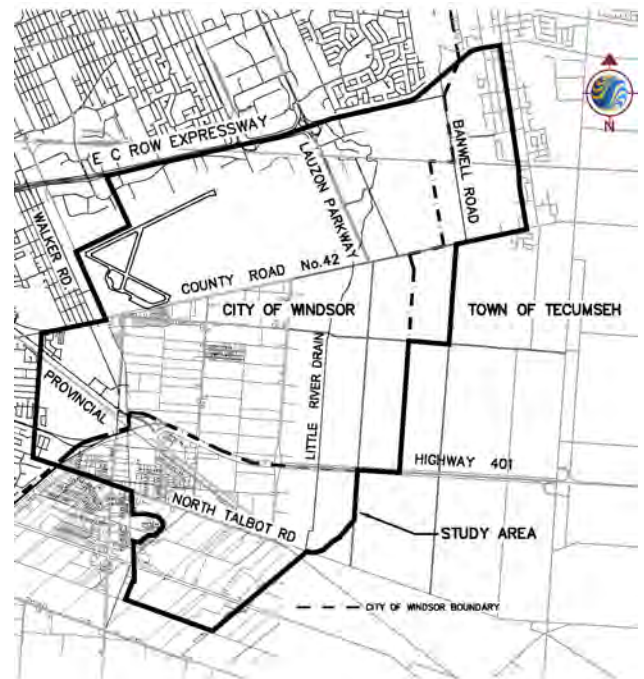 E C ROW EXPRESSWAY
BANWELL ROAD
LAUZON PARKWAY
N
WALKER RD.
COUNTY ROAD No.42
CITY OF WINDSOR
TOWN OF TECUMSEH
PROVINCIAL
LITTLE RIVER DRAIN
HIGHWAY 401
NORTH TALBOT RD
STUDY AREA
CITY OF WINDSOR BOUNDARY